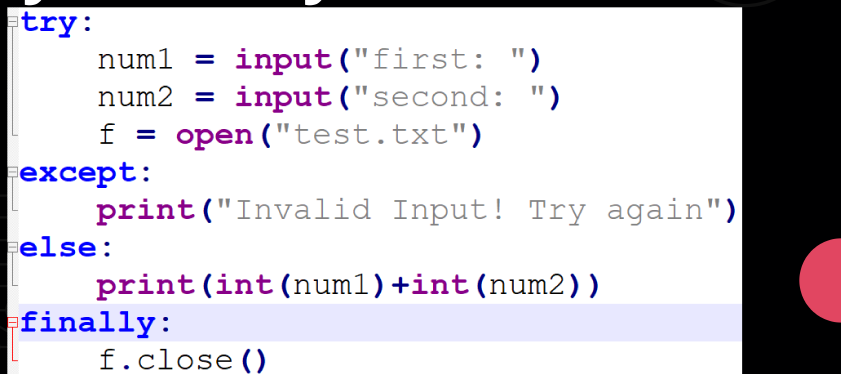 try:
    num1 = input("first: ")
    num2 = input("second: ")
    f = open("test.txt")
except:
    print("Invalid Input! Try again")
else:
    print(int(num1)+int(num2))
finally:
    f.close()